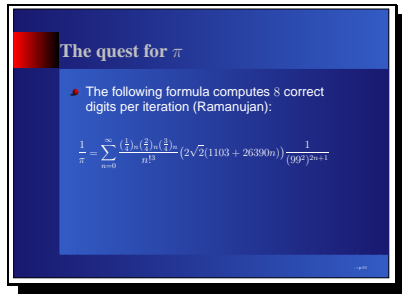 The quest for π
The following formula computes 8 correct
digits per iteration (Ramanujan):
1/π = ∑_{n=0}^{∞} (1/4)_n(2/4)_n(3/4)_n / n!^3 (2√2(1103 + 26390n)) 1/(99^2)^{2n+1}